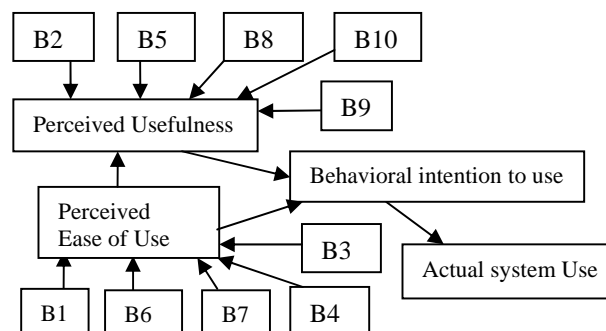 B2
B5
B8
B10
Perceived Usefulness
B9
Behavioral intention to use
Perceived
Ease of Use
B3
Actual system Use
B1
B6
B7
B4